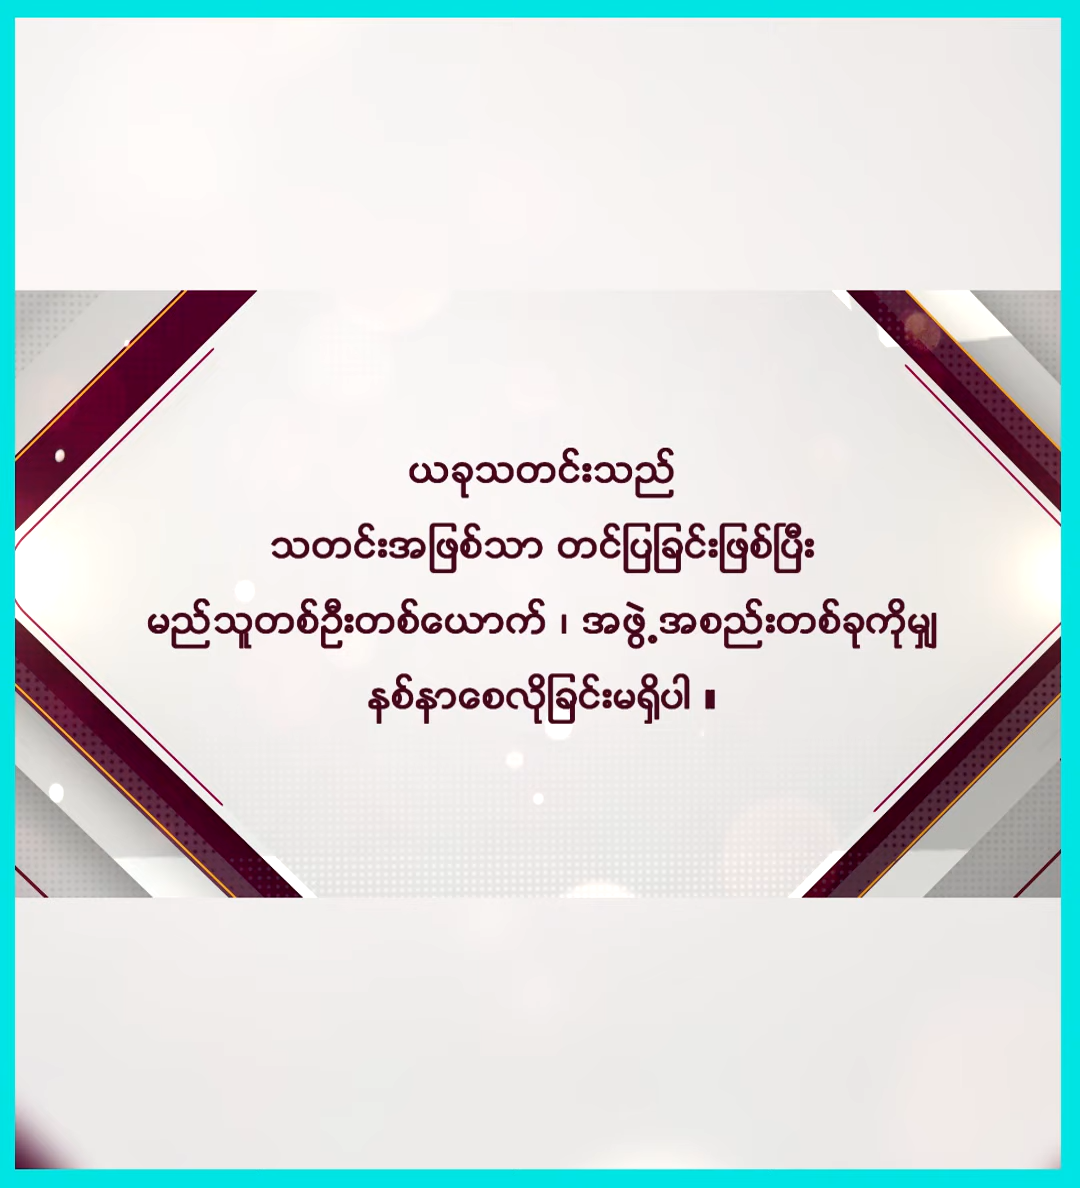 ယခုသတင်းသည်
သတင်းအဖြစ်သာ တင်ပြခြင်းဖြစ်ပြီး
မည်သူတစ်ဦးတစ်ယောက် ၊ အဖွဲ့အစည်းတစ်ခုကိုမျှ
နစ်နာစေလိုခြင်းမရှိပါ ။